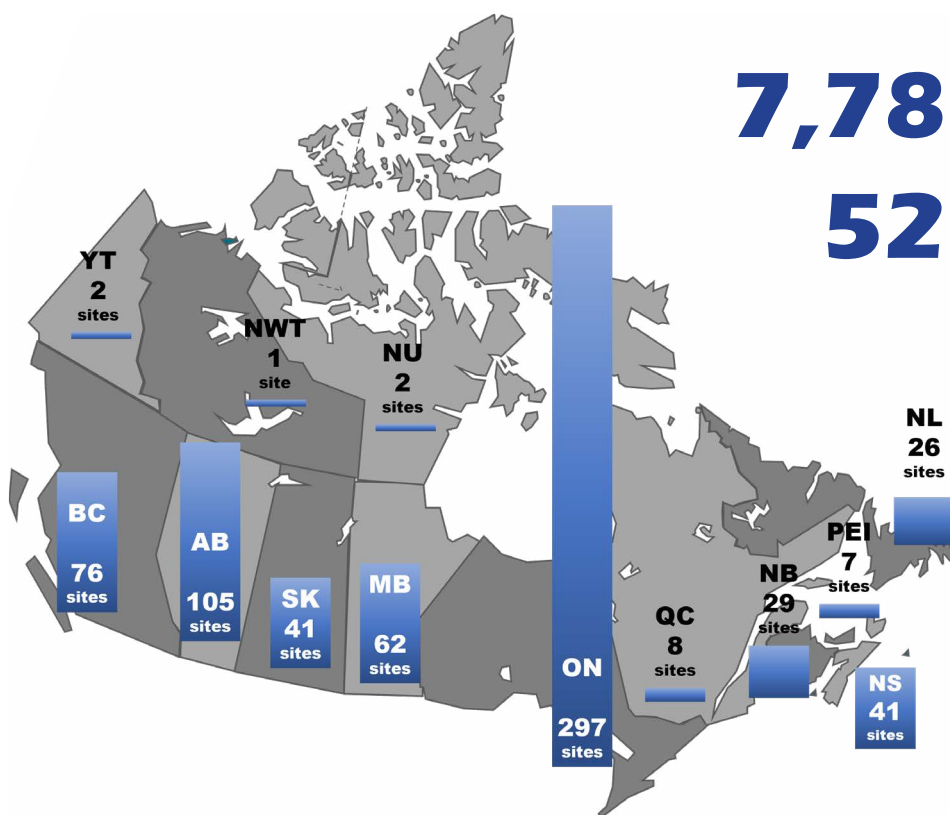 7,78
52
YT
2
sites
NWT
1
site
NU
2
sites
NL
26
sites
BC
76
sites
AB
105
sites
SK
41
sites
MB
62
sites
ON
297
sites
QC
8
sites
NB
29
sites
PEI
7
sites
NS
41
sites